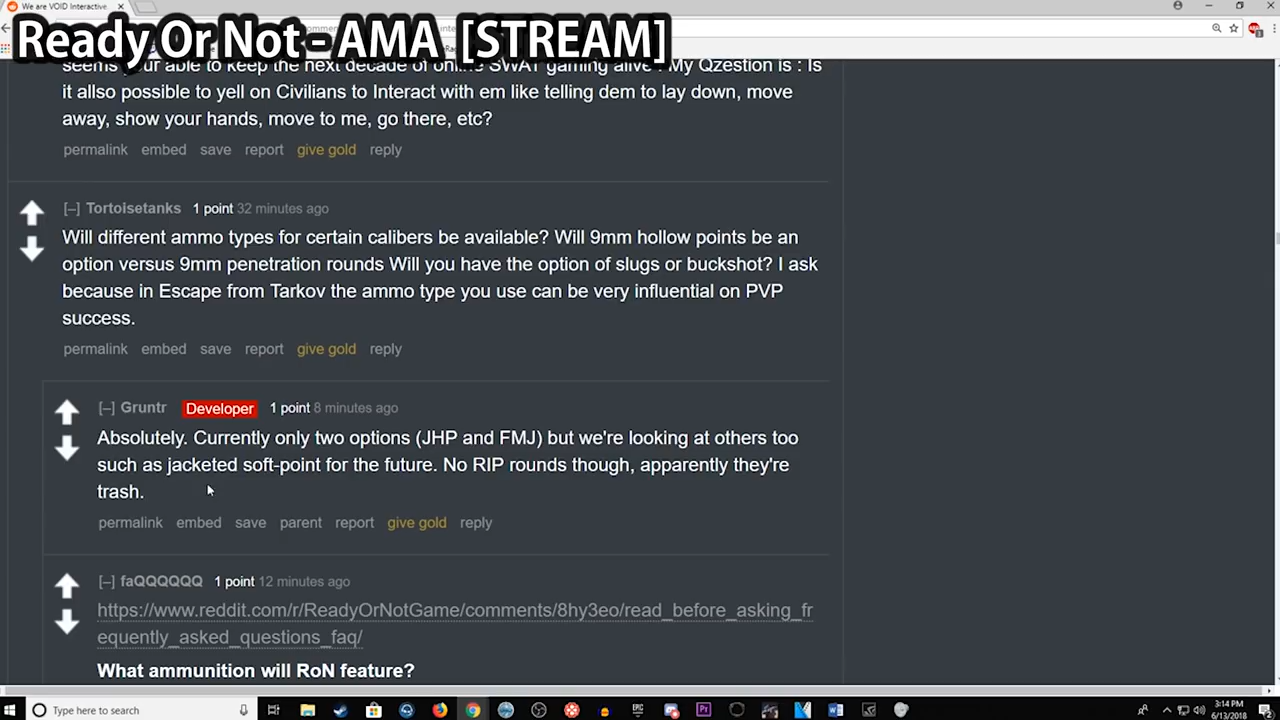 We are VOID Interactive,
Ready Or Not - AMA [STREAM]
seems your able to keep the next decade of online SWAT gaming alive! My Qzestion is : Is
it allso possible to yell on Civilians to Interact with em like telling dem to lay down, move
away, show your hands, move to me, go there, etc?
permalink embed save report give gold reply
[–] Tortoisetanks 1 point 32 minutes ago
Will different ammo types for certain calibers be available? Will 9mm hollow points be an
option versus 9mm penetration rounds Will you have the option of slugs or buckshot? I ask
because in Escape from Tarkov the ammo type you use can be very influential on PVP
success.
permalink embed save report give gold reply
[–] Gruntr Developer 1 point 8 minutes ago
Absolutely. Currently only two options (JHP and FMJ) but we're looking at others too
such as jacketed soft-point for the future. No RIP rounds though, apparently they're
trash.
permalink embed save parent report give gold reply
[–] faQQQQQQ 1 point 12 minutes ago
https://www.reddit.com/r/ReadyOrNotGame/comments/8hy3eo/read_before_asking_fr
equently_asked_questions_faq/
What ammunition will RoN feature?
Type here to search
3:14 PM
6/13/2018